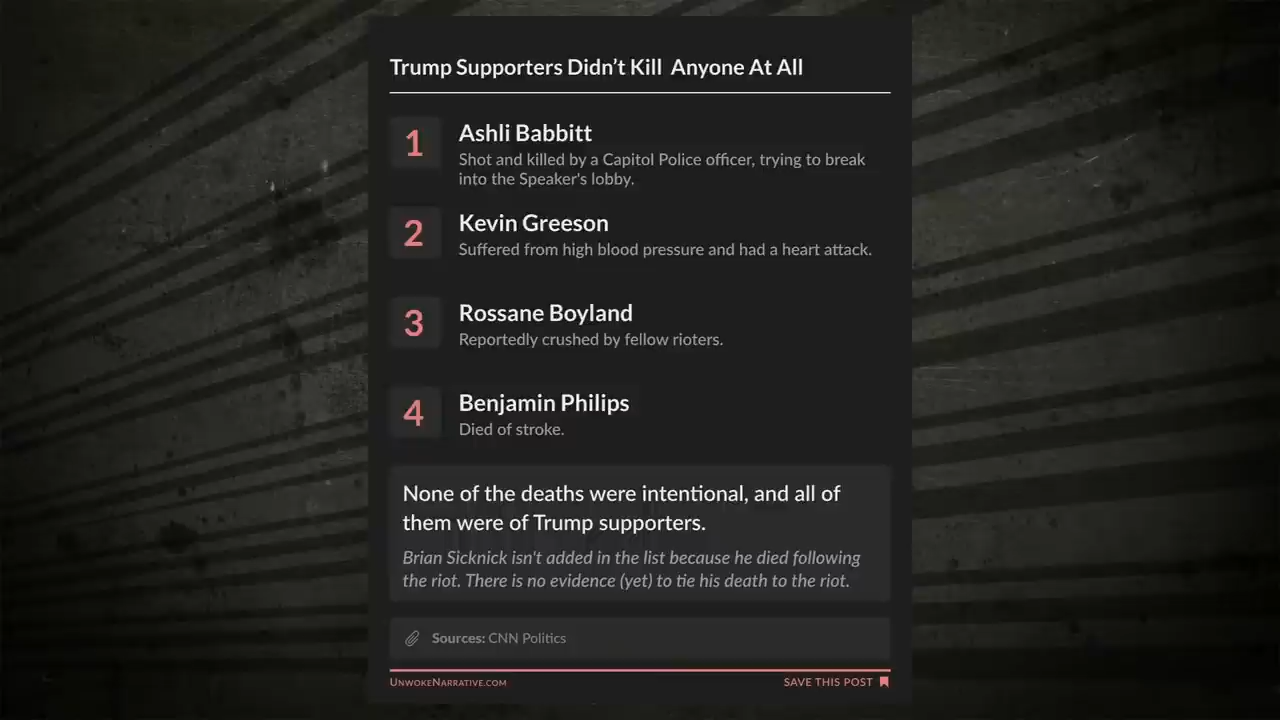 Trump Supporters Didn’t Kill Anyone At All
1
Ashli Babbitt
Shot and killed by a Capitol Police officer, trying to break
into the Speaker's lobby.
2
Kevin Greeson
Suffered from high blood pressure and had a heart attack.
3
Rossane Boyland
Reportedly crushed by fellow rioters.
4
Benjamin Philips
Died of stroke.
None of the deaths were intentional, and all of
them were of Trump supporters.
Brian Sicknick isn't added in the list because he died following
the riot. There is no evidence (yet) to tie his death to the riot.
Sources: CNN Politics
UnwokeNarrative.com
SAVE THIS POST